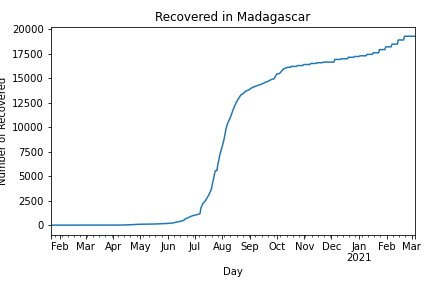 Recovered in Madagascar
Number of Recovered
20000
17500
15000
12500
10000
7500
5000
2500
0
Feb Mar Apr May Jun Jul Aug Sep Oct Nov Dec Jan Feb Mar
2021
Day